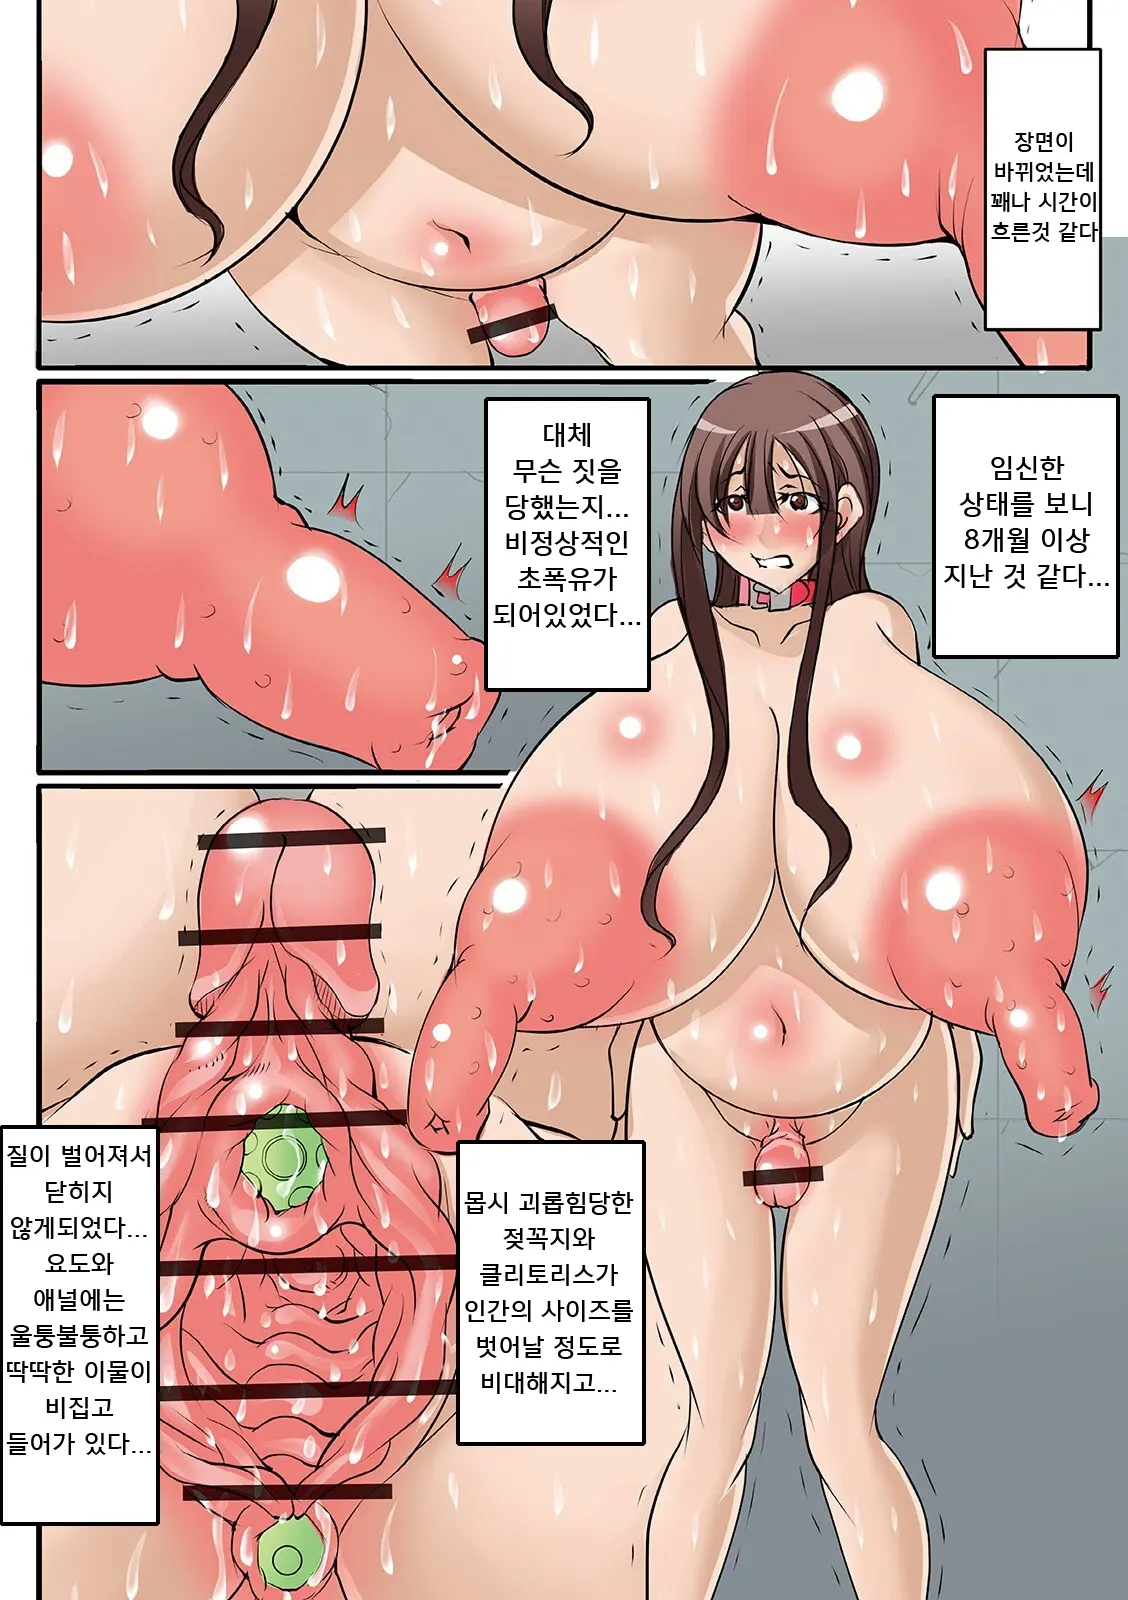 장면이
바뀌었는데
꽤나 시간이
흐른것 같다
임신한
상태를 보니
8개월 이상
지난 것 같다...
대체
무슨 짓을
당했는지...
비정상적인
초폭유가
되어있었다...
몹시 괴롭힘당한
젖꼭지와
클리토리스가
인간의 사이즈를
벗어날 정도로
비대해지고...
질이 벌어져서
닫히지
않게되었다...
요도와
애널에는
울퉁불퉁하고
딱딱한 이물이
비집고
들어가 있다...